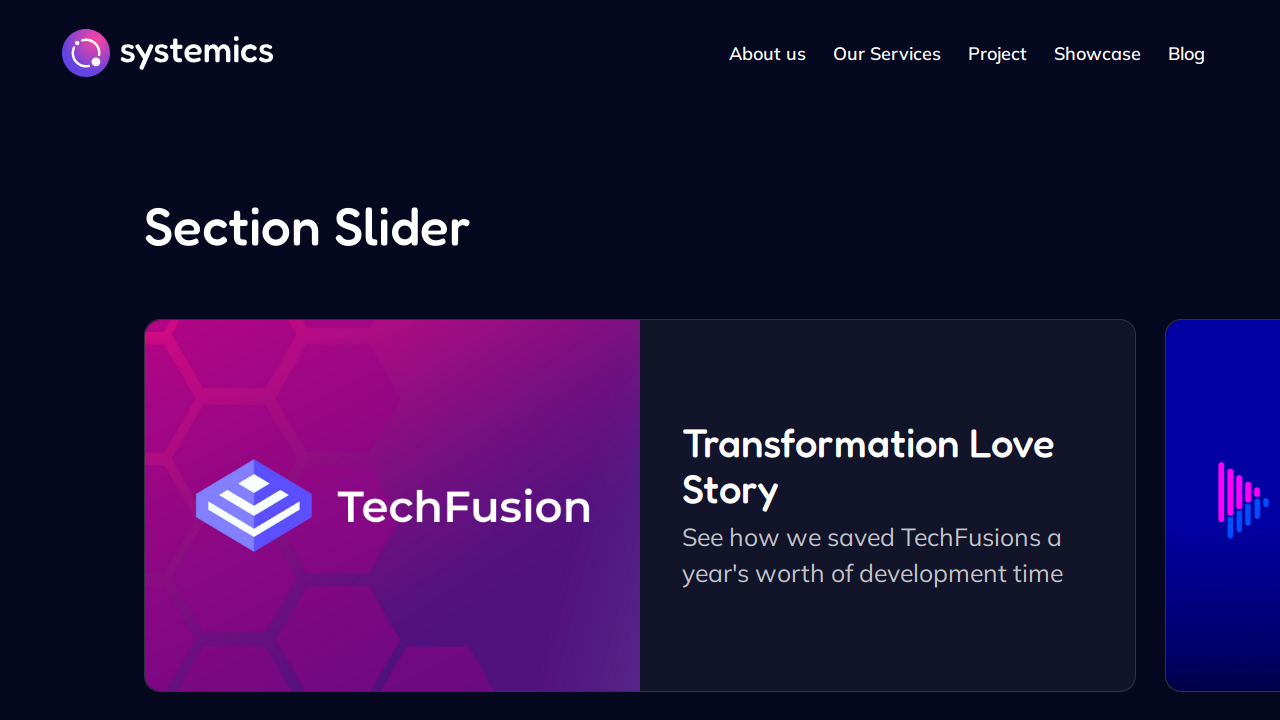 systemics
About us
Our Services
Project
Showcase
Blog
Section Slider
TechFusion
Transformation Love
Story
See how we saved TechFusions a
year's worth of development time